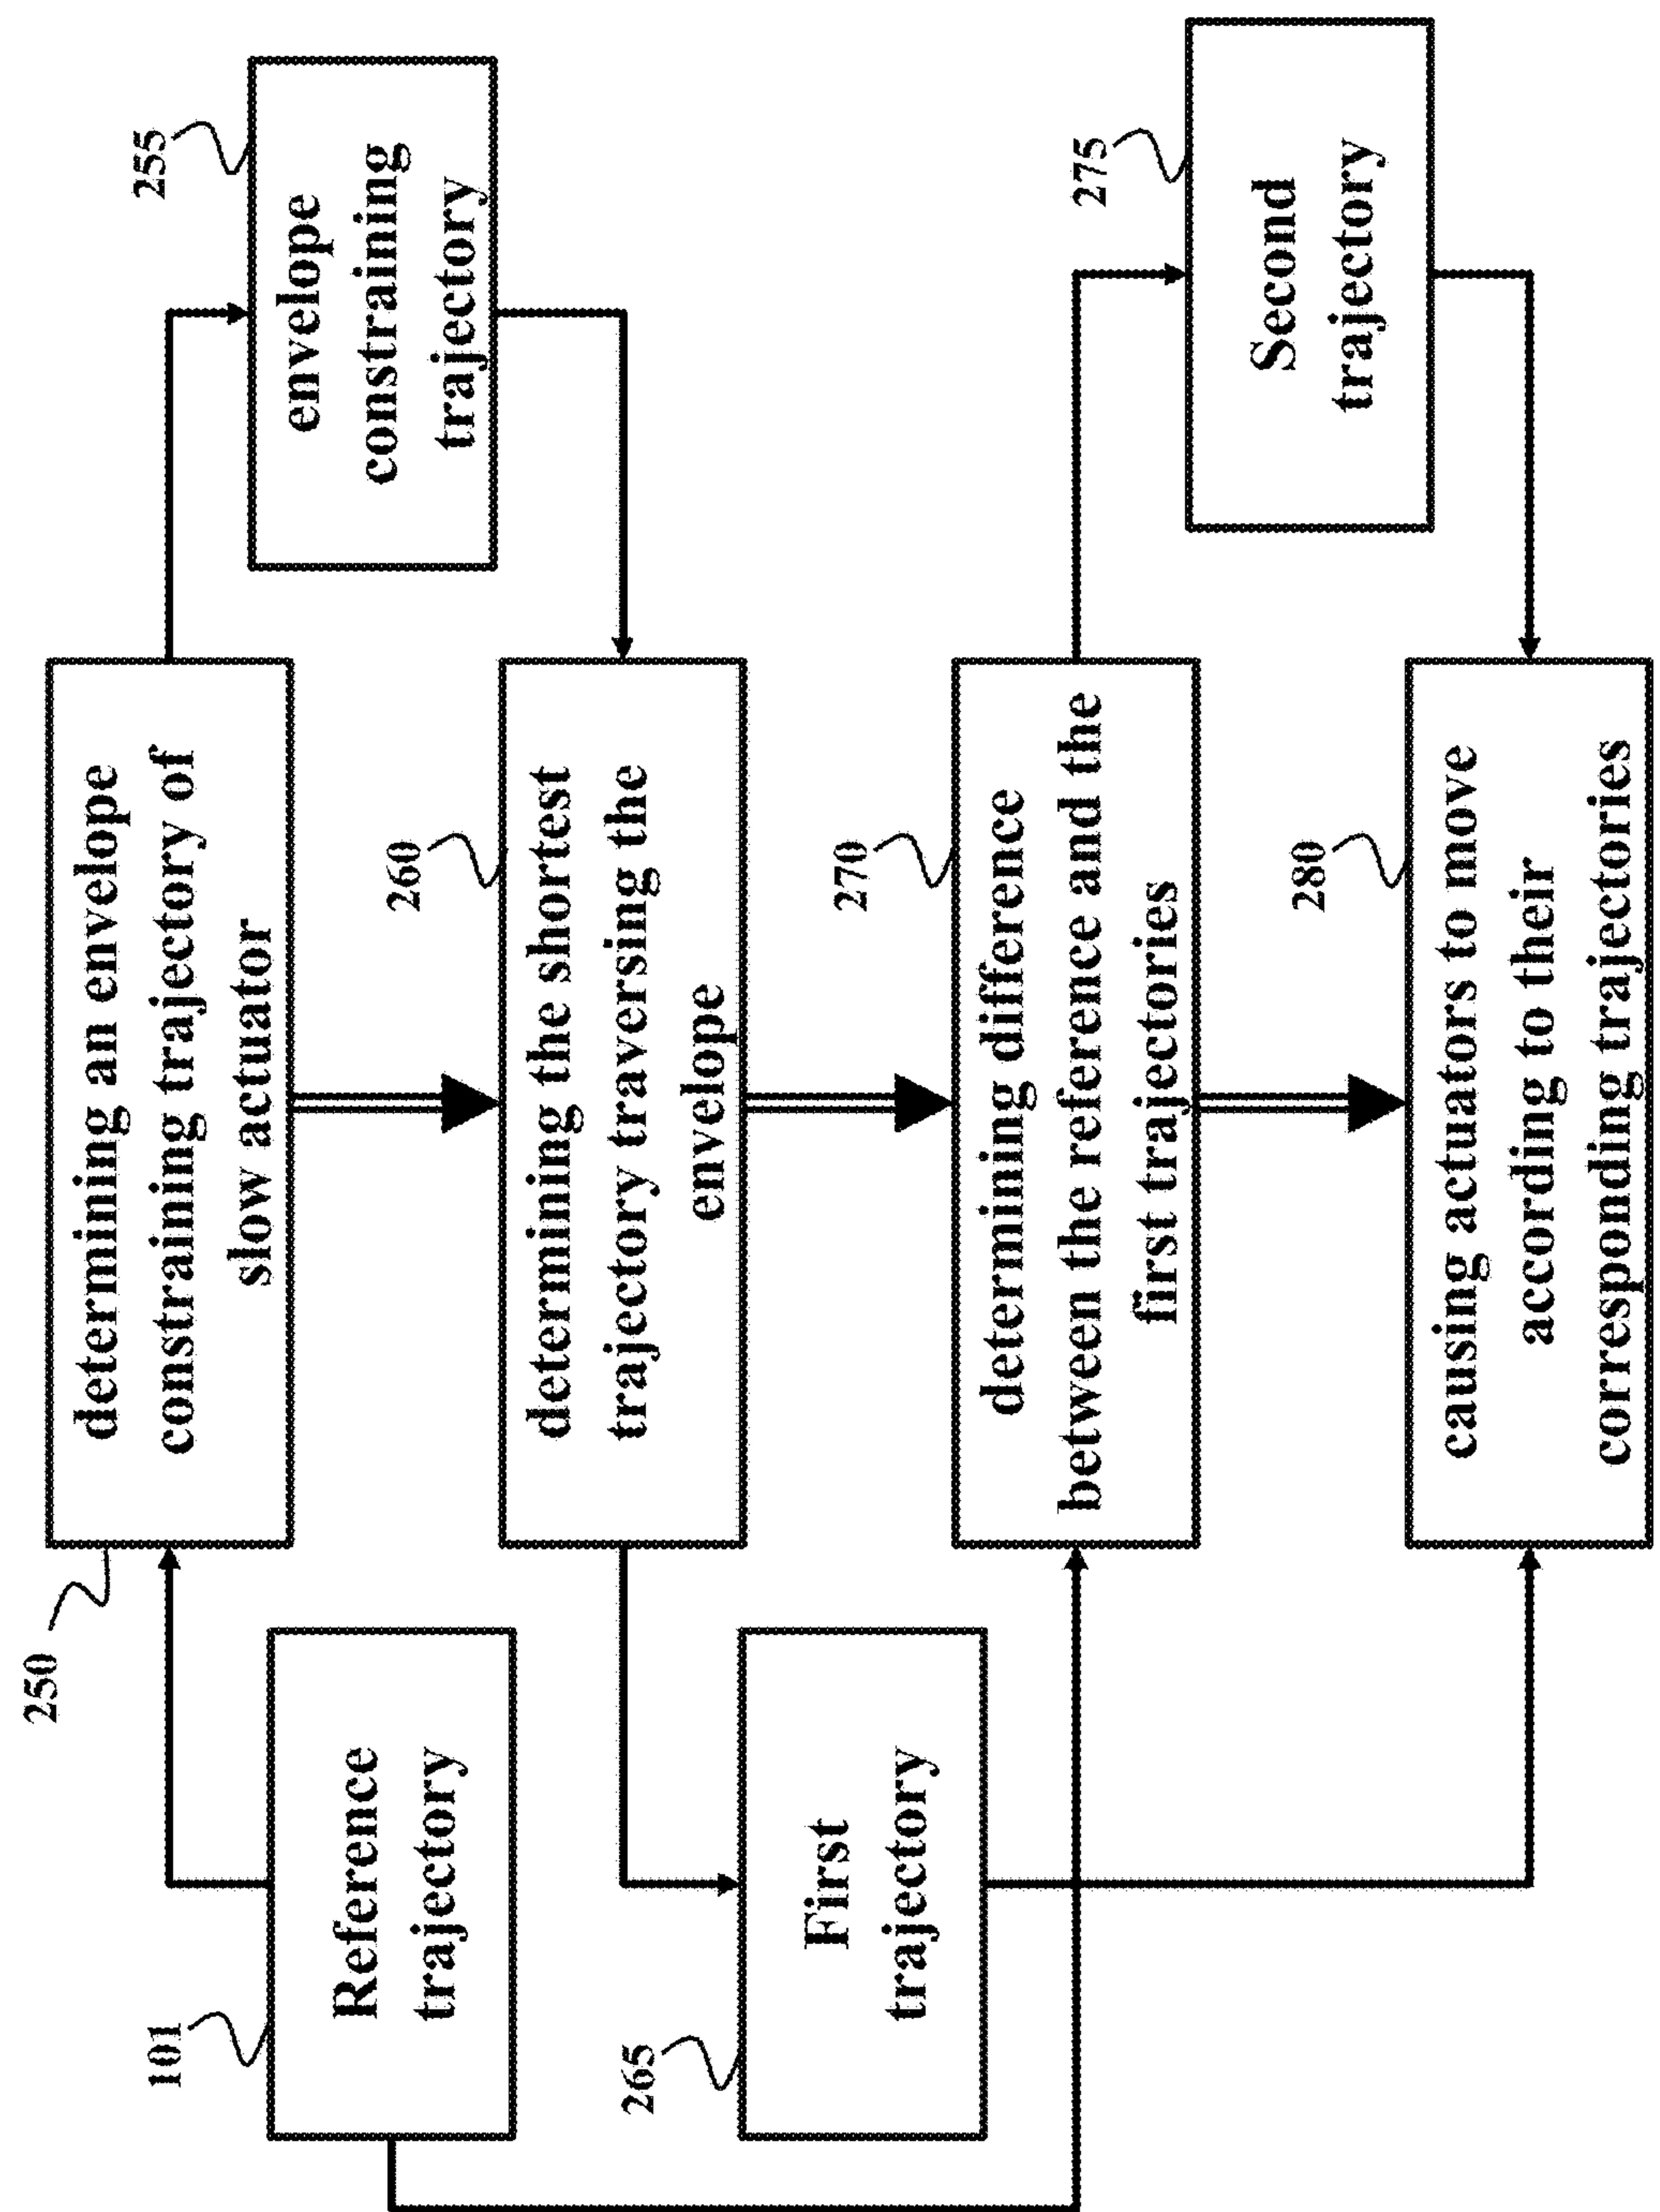 250
determining an envelope
constraining trajectory of
slow actuator
255
envelope
constraining
trajectory
101
Reference
trajectory
260
determining the shortest
trajectory traversing the
envelope
265
First
trajectory
270
determining difference
between the reference and the
first trajectories
275
Second
trajectory
280
causing actuators to move
according to their
corresponding trajectories